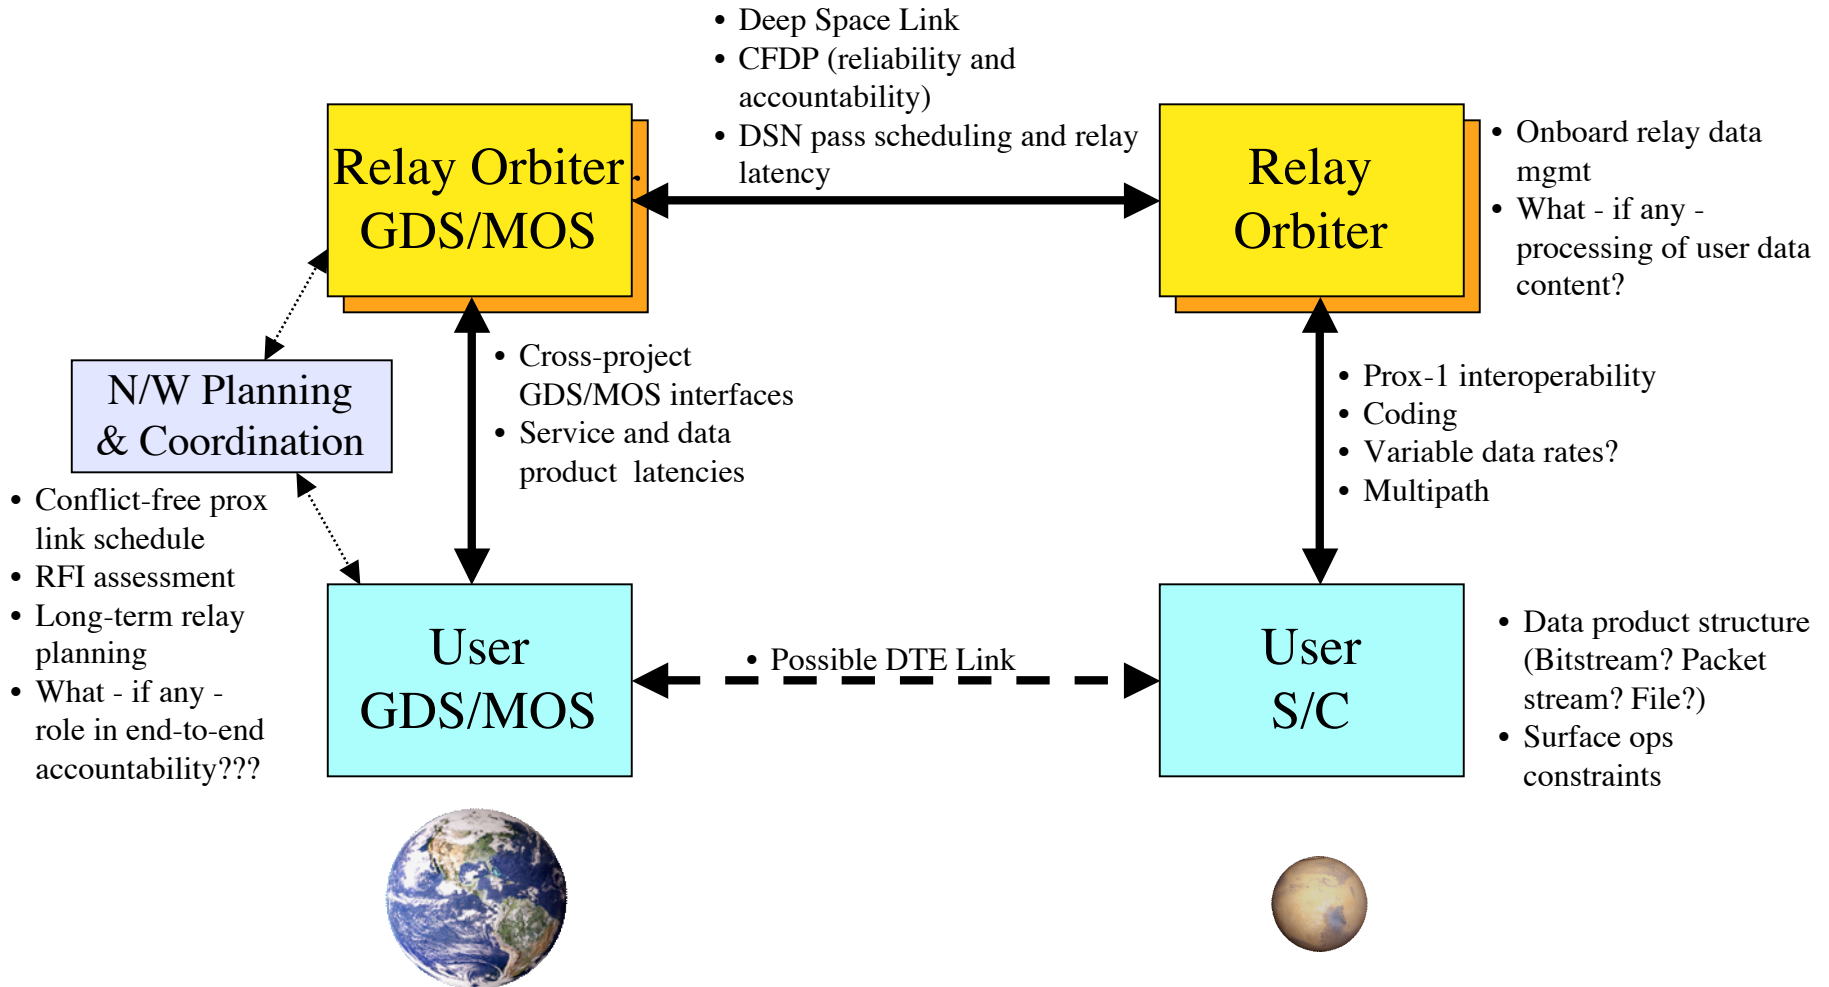 • Deep Space Link
• CFDP (reliability and
accountability)
• DSN pass scheduling and relay
latency
Relay Orbiter
GDS/MOS
Relay
Orbiter
• Onboard relay data
mgmt
• What - if any -
processing of user data
content?
N/W Planning
& Coordination
• Cross-project
GDS/MOS interfaces
• Service and data
product latencies
• Prox-1 interoperability
• Coding
• Variable data rates?
• Multipath
• Conflict-free prox
link schedule
• RFI assessment
• Long-term relay
planning
• What - if any -
role in end-to-end
accountability???
User
GDS/MOS
• Possible DTE Link
User
S/C
• Data product structure
(Bitstream? Packet
stream? File?)
• Surface ops
constraints